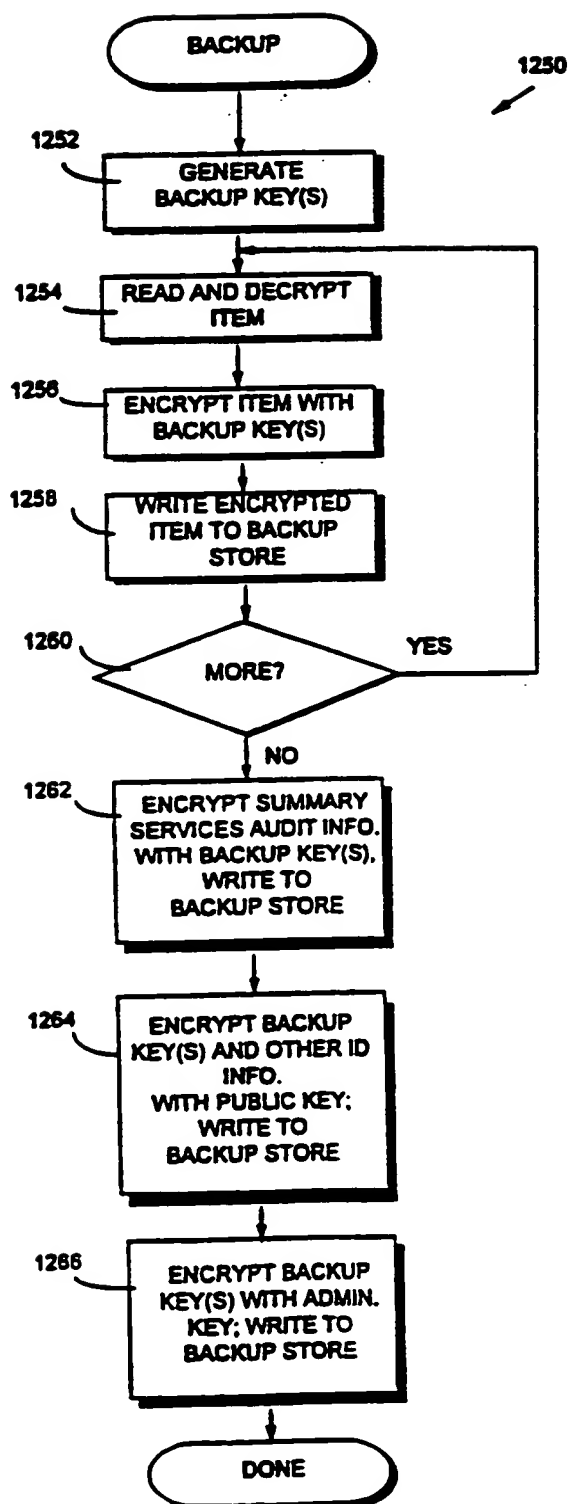 BACKUP
1250
1252
GENERATE
BACKUP KEY(S)
1254
READ AND DECRYPT
ITEM
1256
ENCRYPT ITEM WITH
BACKUP KEY(S)
1258
WRITE ENCRYPTED
ITEM TO BACKUP
STORE
1260
MORE?
YES
NO
1262
ENCRYPT SUMMARY
SERVICES AUDIT INFO.
WITH BACKUP KEY(S),
WRITE TO
BACKUP STORE
1264
ENCRYPT BACKUP
KEY(S) AND OTHER ID
INFO.
WITH PUBLIC KEY;
WRITE TO
BACKUP STORE
1266
ENCRYPT BACKUP
KEY(S) WITH ADMIN.
KEY; WRITE TO
BACKUP STORE
DONE